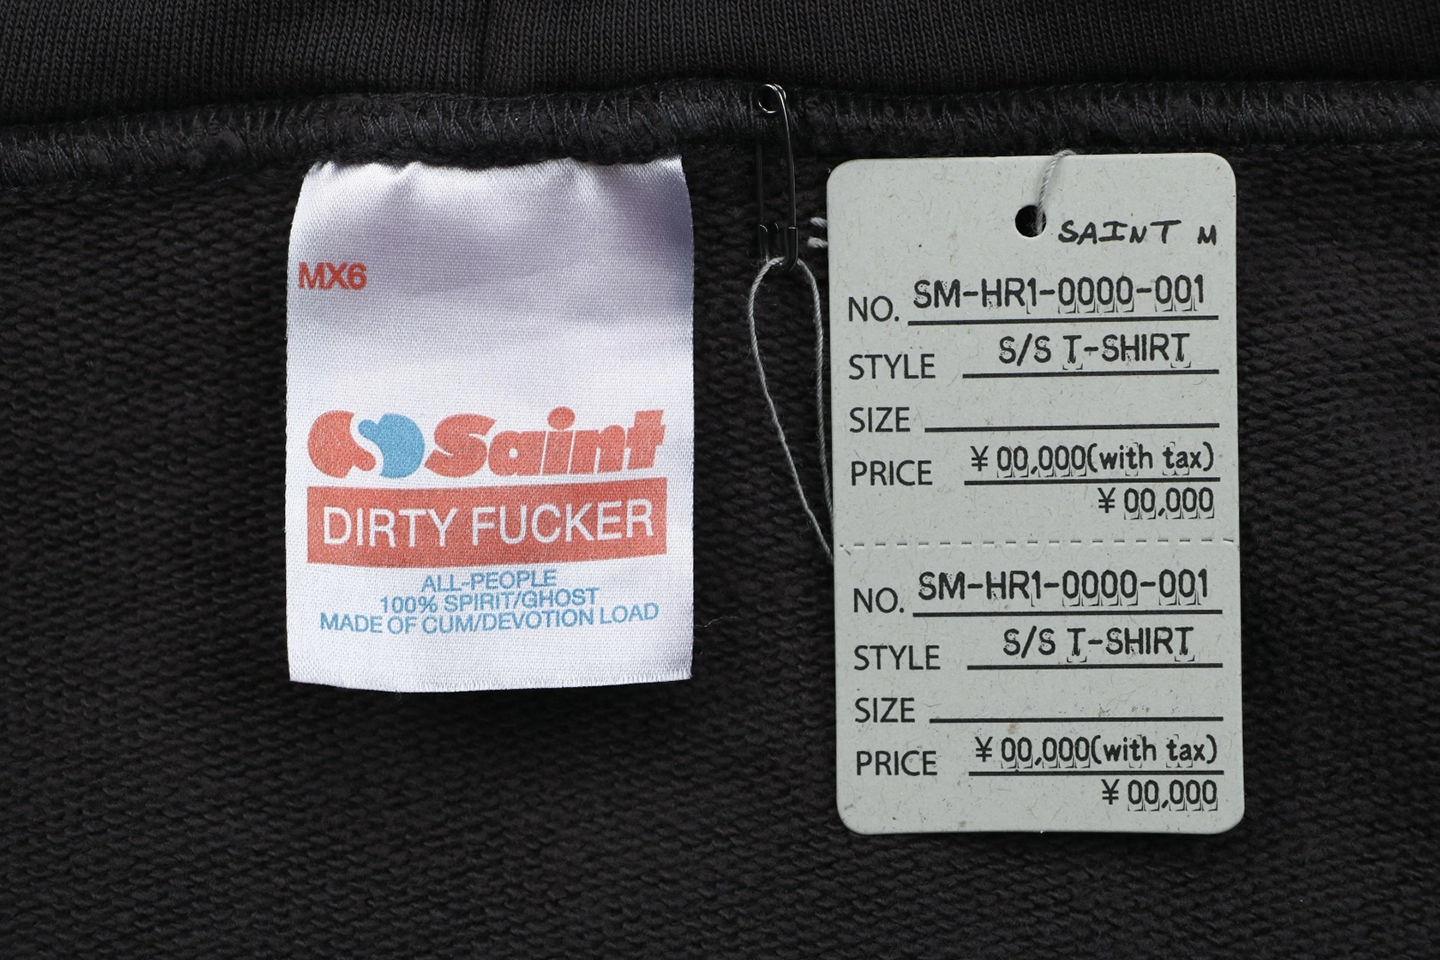 MX6
Saint
DIRTY FUCKER
ALL-PEOPLE
100% SPIRIT/GHOST
MADE OF CUM/DEVOTION LOAD
SAINT M
NO. SM-HR1-0000-001
STYLE S/S T-SHIRT
SIZE
PRICE ¥00,000(with tax)
¥00,000
NO. SM-HR1-0000-001
STYLE S/S T-SHIRT
SIZE
PRICE ¥00,000(with tax)
¥00,000